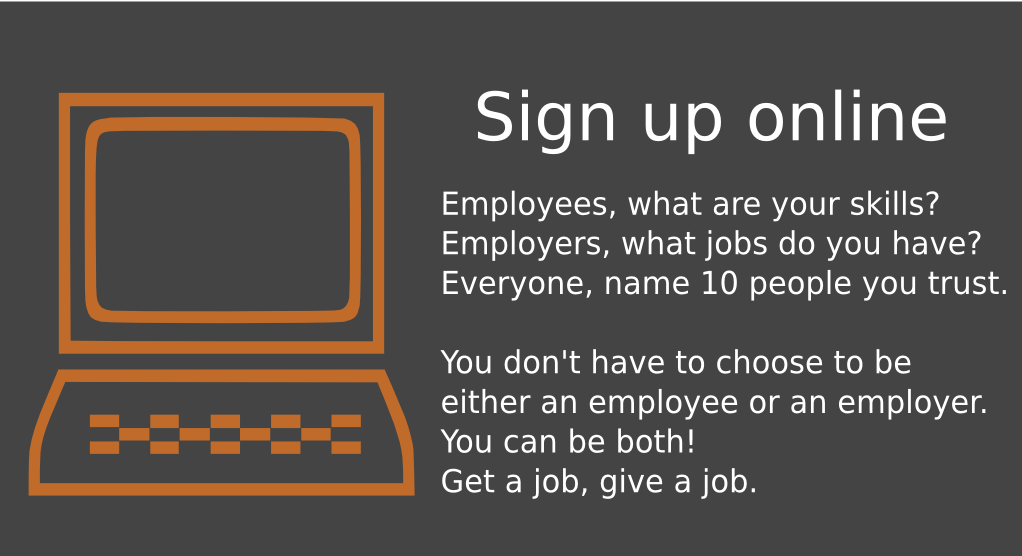 Sign up online
Employees, what are your skills?
Employers, what jobs do you have?
Everyone, name 10 people you trust.
You don't have to choose to be
either an employee or an employer.
You can be both!
Get a job, give a job.